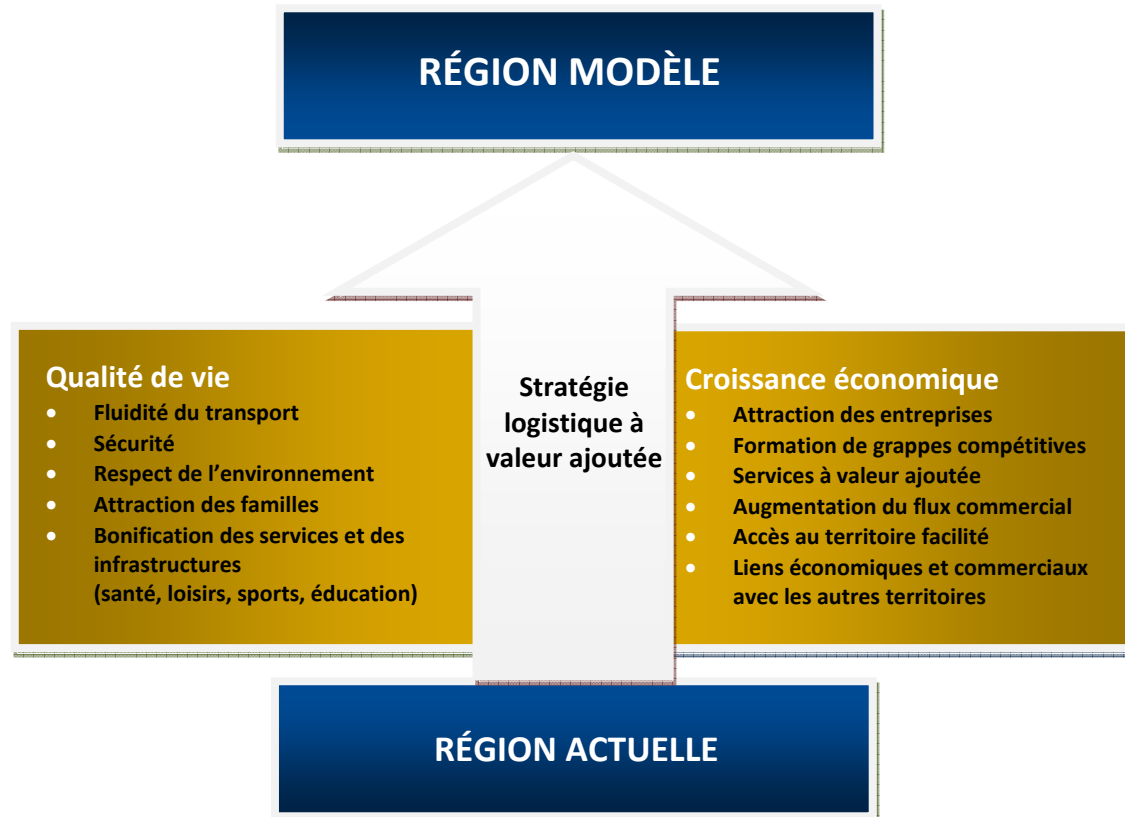 RÉGION MODÈLE
Qualité de vie
• Fluidité du transport
• Sécurité
• Respect de l’environnement
• Attraction des familles
• Bonification des services et des
infrastructures
(santé, loisirs, sports, éducation)
Stratégie
logistique à
valeur ajoutée
Croissance économique
• Attraction des entreprises
• Formation de grappes compétitives
• Services à valeur ajoutée
• Augmentation du flux commercial
• Accès au territoire facilité
• Liens économiques et commerciaux
avec les autres territoires
RÉGION ACTUELLE